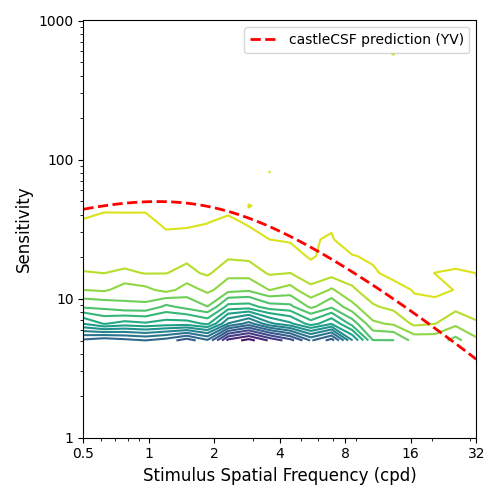 1000
castleCSF prediction (YV)
100
Sensitivity
10
1
0.5 1 2 4 8 16 32
Stimulus Spatial Frequency (cpd)